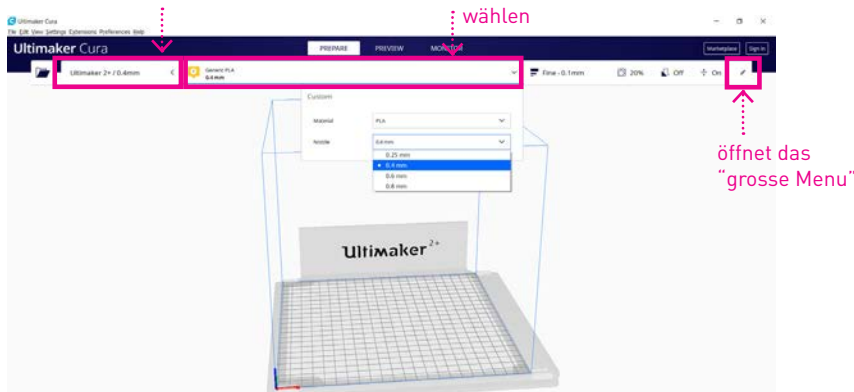 wählen
Ultimaker Cura
File Edit View Settings Extensions Preferences Help
Ultimaker Cura
PREPARE
PREVIEW
MONITOR
Marketplace
Sign in
Ultimaker 2+ / 0.4mm
Generic PLA
0.4 mm
Fine - 0.1mm
20%
Off
On
Custom
Material
PLA
Nozzle
0.4 mm
0.25 mm
0.4 mm
0.6 mm
0.8 mm
öffnet das
“grosse Menu”
Ultimaker 2+